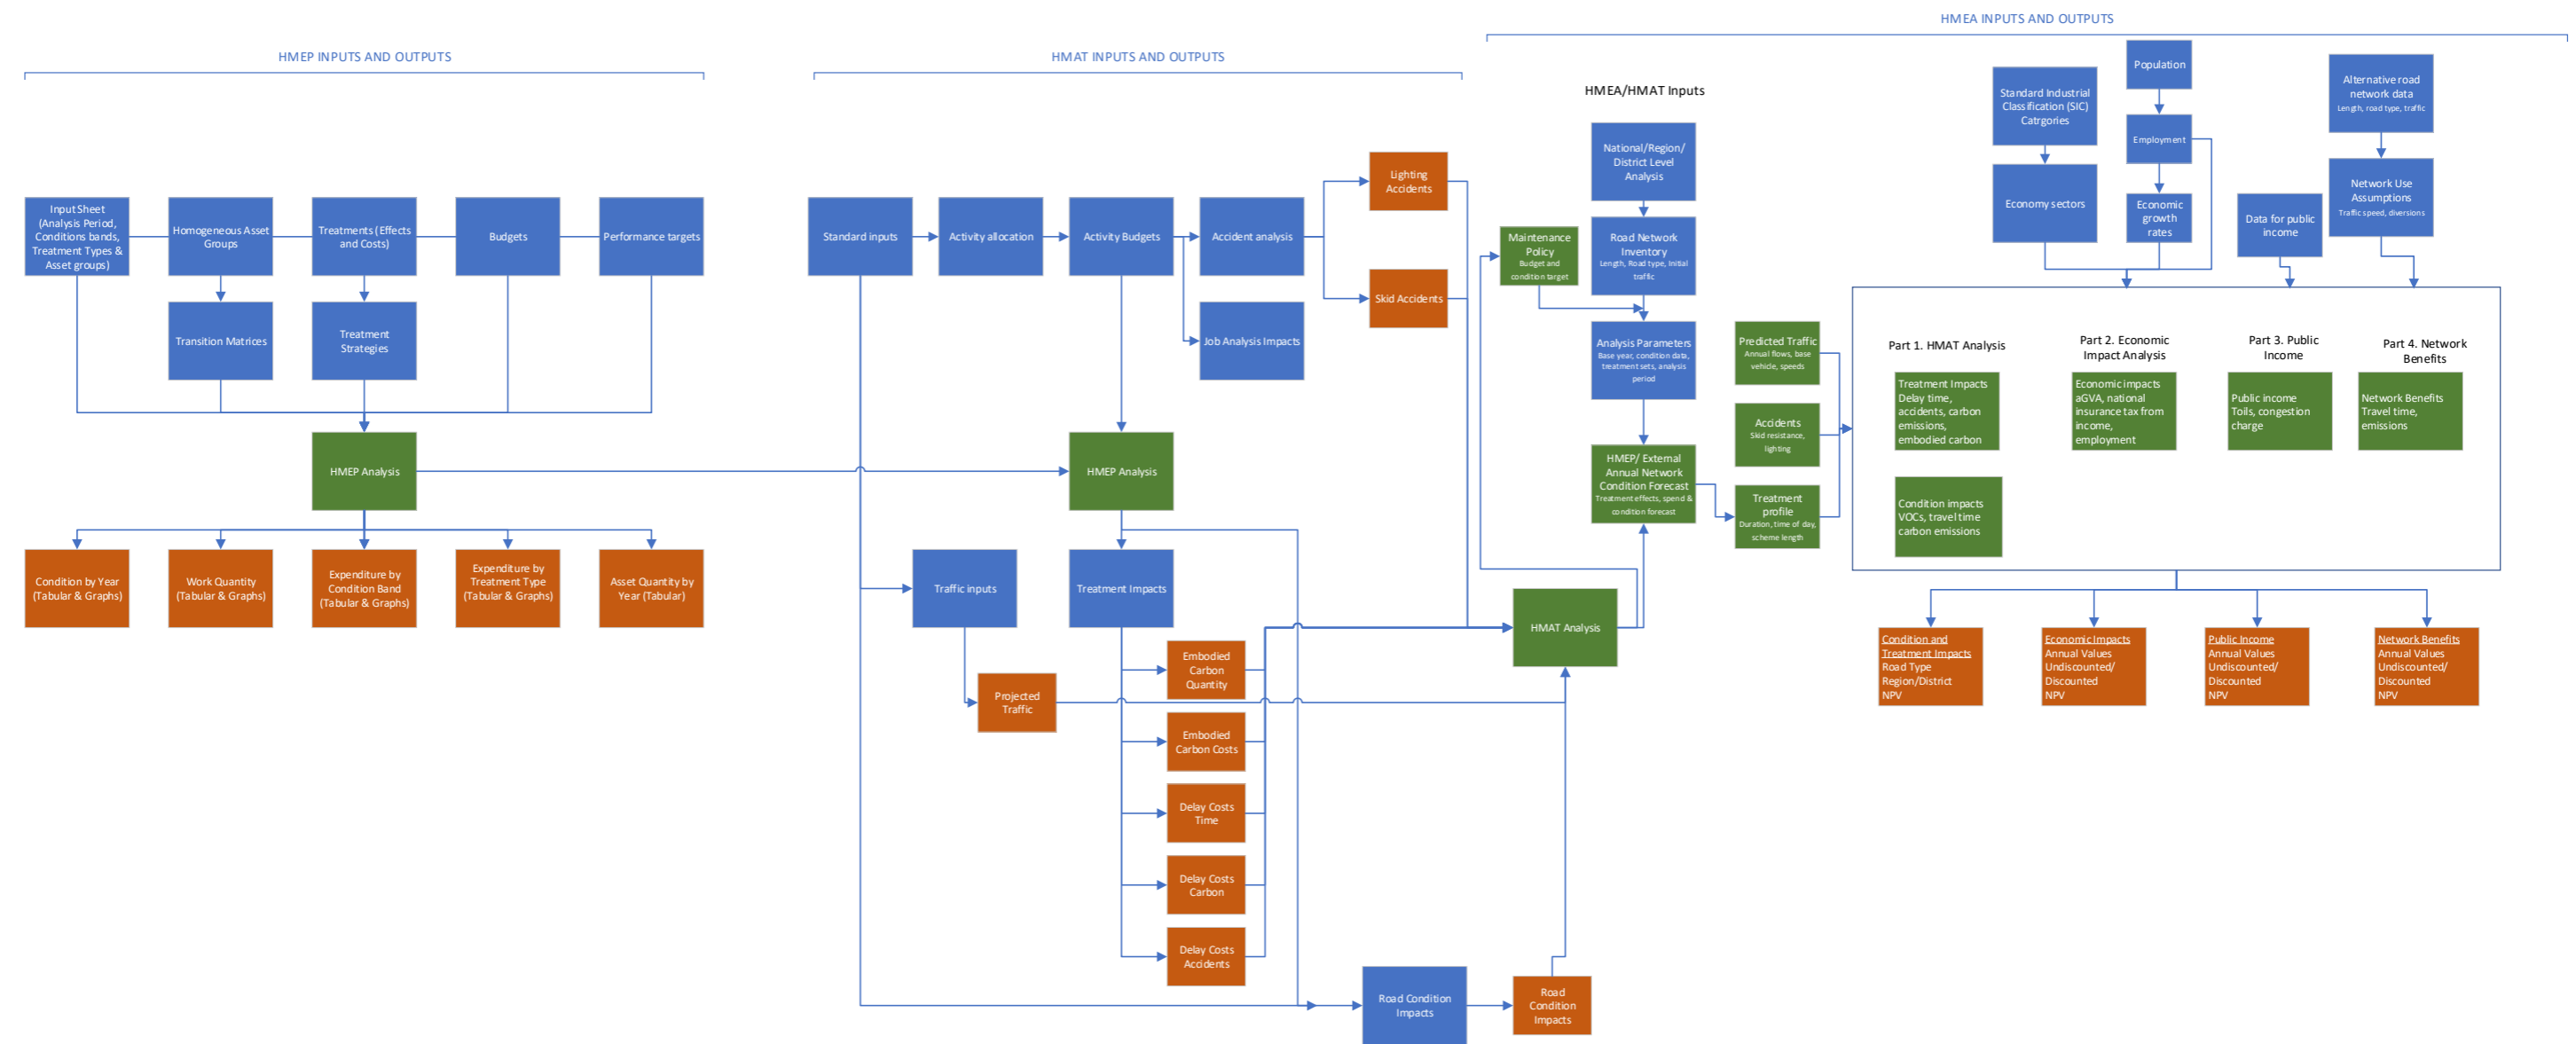 HMEA INPUTS AND OUTPUTS
HMEP INPUTS AND OUTPUTS
HMAT INPUTS AND OUTPUTS
Input Sheet
(Analysis Period,
Conditions bands,
Treatment Types &
Asset groups)
Homogeneous Asset
Groups
Treatments (Effects
and Costs)
Budgets
Performance targets
Transition Matrices
Treatment
Strategies
HMEP Analysis
Condition by Year
(Tabular & Graphs)
Work Quantity
(Tabular & Graphs)
Expenditure by
Condition Band
(Tabular & Graphs)
Expenditure by
Treatment Type
(Tabular & Graphs)
Asset Quantity by
Year (Tabular)
Standard inputs
Activity allocation
Activity Budgets
Accident analysis
Lighting
Accidents
Skid Accidents
Job Analysis Impacts
HMEP Analysis
Traffic inputs
Treatment Impacts
Projected
Traffic
Embodied
Carbon
Quantity
Embodied
Carbon Costs
Delay Costs
Time
Delay Costs
Carbon
Delay Costs
Accidents
Road Condition
Impacts
Road
Condition
Impacts
HMAT Analysis
HMEA/HMAT Inputs
National/Region/
District Level
Analysis
Maintenance
Policy
Budget and
condition target
Road Network
Inventory
Length, Road type, Initial
traffic
Analysis Parameters
Base year, condition data,
treatment sets, analysis
period
HMEP/ External
Annual Network
Condition Forecast
Treatment effects, spend &
condition forecast
Predicted Traffic
Annual flows, base
vehicle, speeds
Accidents
Skid resistance,
lighting
Treatment
profile
Duration, time of day,
scheme length
Standard Industrial
Classification (SIC)
Catrgories
Economy sectors
Population
Employment
Economic
growth
rates
Data for public
income
Alternative road
network data
Length, road type, traffic
Network Use
Assumptions
Traffic speed, diversions
Part 1. HMAT Analysis
Part 2. Economic
Impact Analysis
Part 3. Public
Income
Part 4. Network
Benefits
Treatment Impacts
Delay time,
accidents, carbon
emissions,
embodied carbon
Economic impacts
aGVA, national
insurance tax from
income,
employment
Public income
Tolls, congestion
charge
Network Benefits
Travel time,
emissions
Condition impacts
VOCs, travel time
carbon emissions
Condition and
Treatment Impacts
Road Type
Region/District
NPV
Economic Impacts
Annual Values
Undiscounted/
Discounted
NPV
Public Income
Annual Values
Undiscounted/
Discounted
NPV
Network Benefits
Annual Values
Undiscounted/
Discounted
NPV